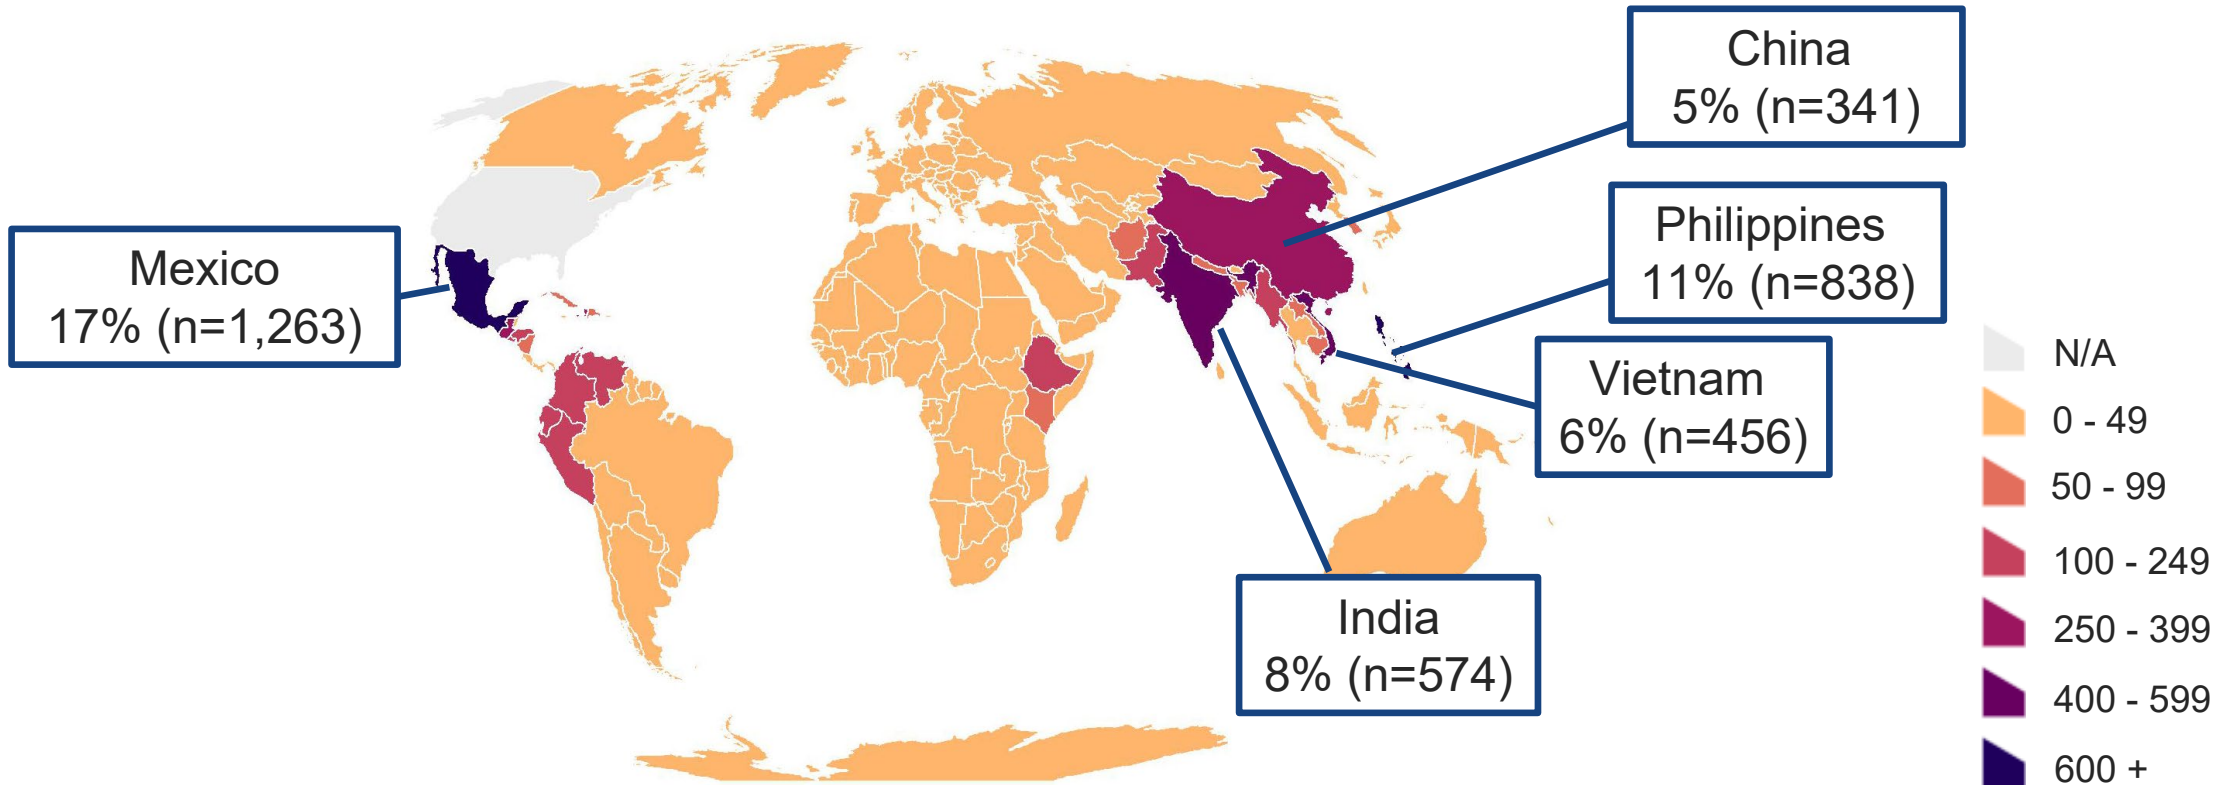 China
5% (n=341)
Philippines
11% (n=838)
Mexico
17% (n=1,263)
Vietnam
6% (n=456)
India
8% (n=574)
N/A
0 - 49
50 - 99
100 - 249
250 - 399
400 - 599
600 +